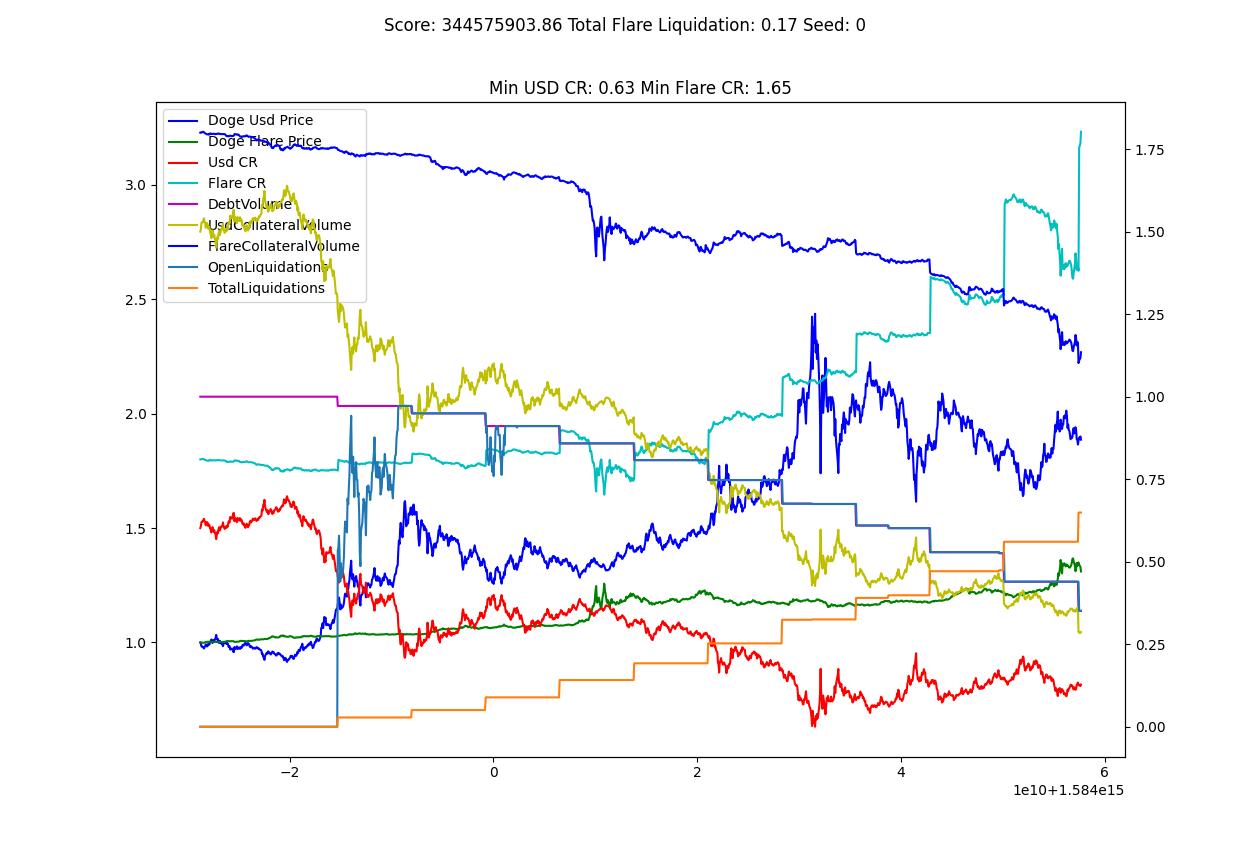 Score: 344575903.86 Total Flare Liquidation: 0.17 Seed: 0
Min USD CR: 0.63 Min Flare CR: 1.65
Doge Usd Price
Doge Flare Price
Usd CR
Flare CR
DebtVolume
UsdCollateralVolume
FlareCollateralVolume
OpenLiquidations
TotalLiquidations
3.0
2.5
2.0
1.5
1.0
1.75
1.50
1.25
1.00
0.75
0.50
0.25
0.00
−2 0 2 4 6
1e10+1.584e15